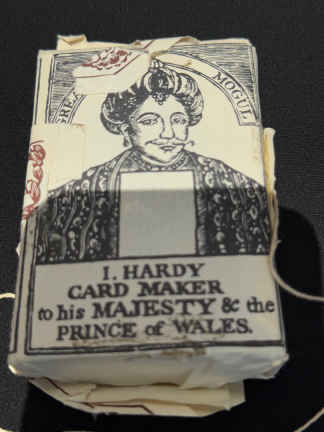 MOGUL
I. HARDY
CARD MAKER
to his MAJESTY & the
PRINCE of WALES.